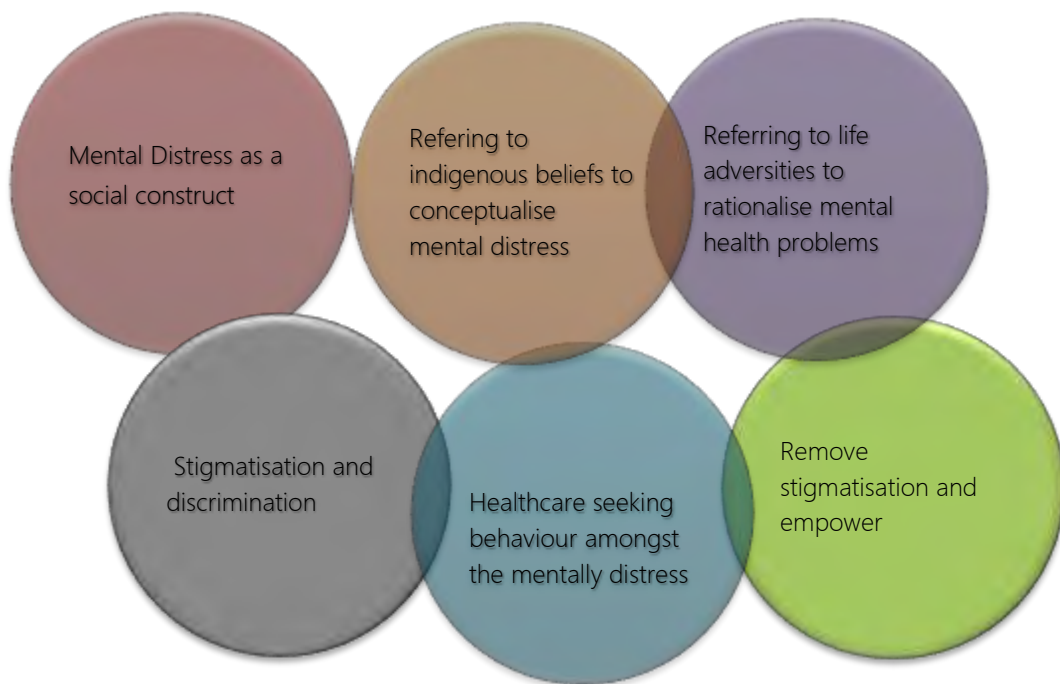 Mental Distress as a
social construct
Refering to
indigenous beliefs to
conceptualise
mental distress
Referring to life
adversities to
rationalise mental
health problems
Stigmatisation and
discrimination
Healthcare seeking
behaviour amongst
the mentally distress
Remove
stigmatisation and
empower